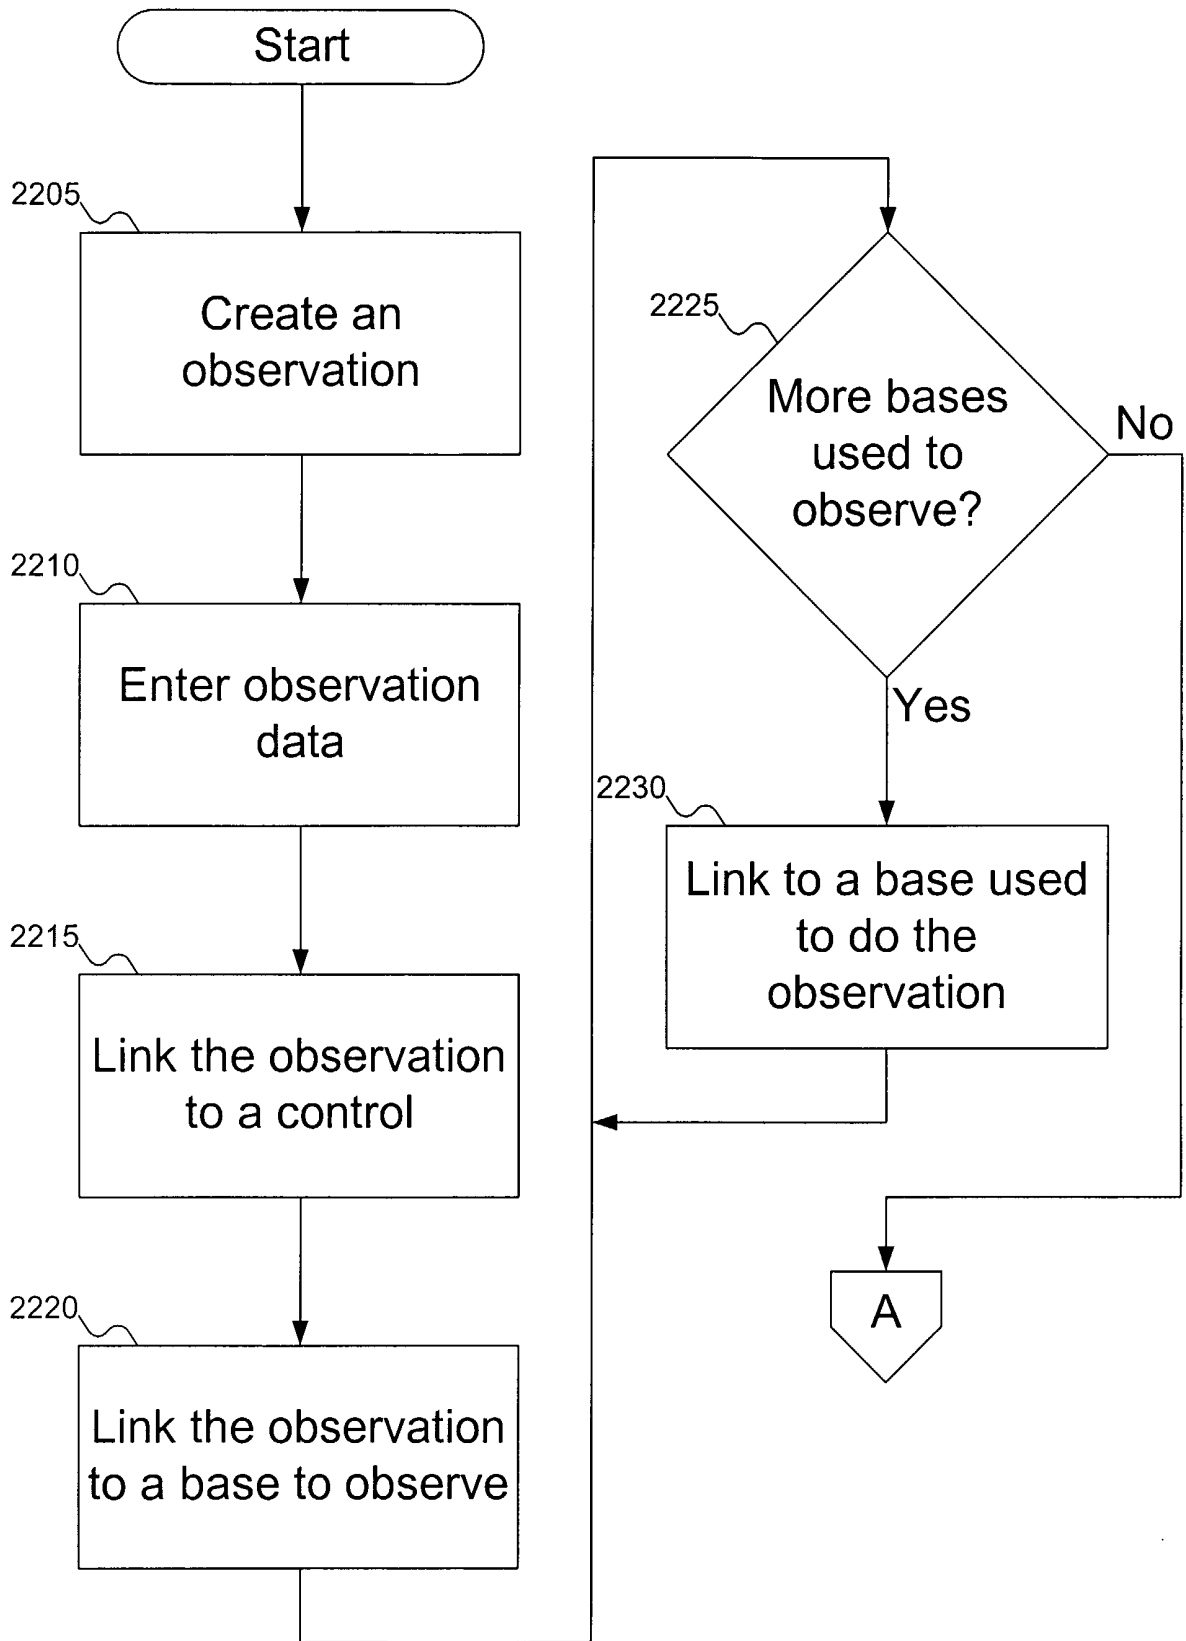 Start
2205
Create an
observation
2210
Enter observation
data
2215
Link the observation
to a control
2220
Link the observation
to a base to observe
2225
More bases
used to
observe?
No
Yes
2230
Link to a base used
to do the
observation
A